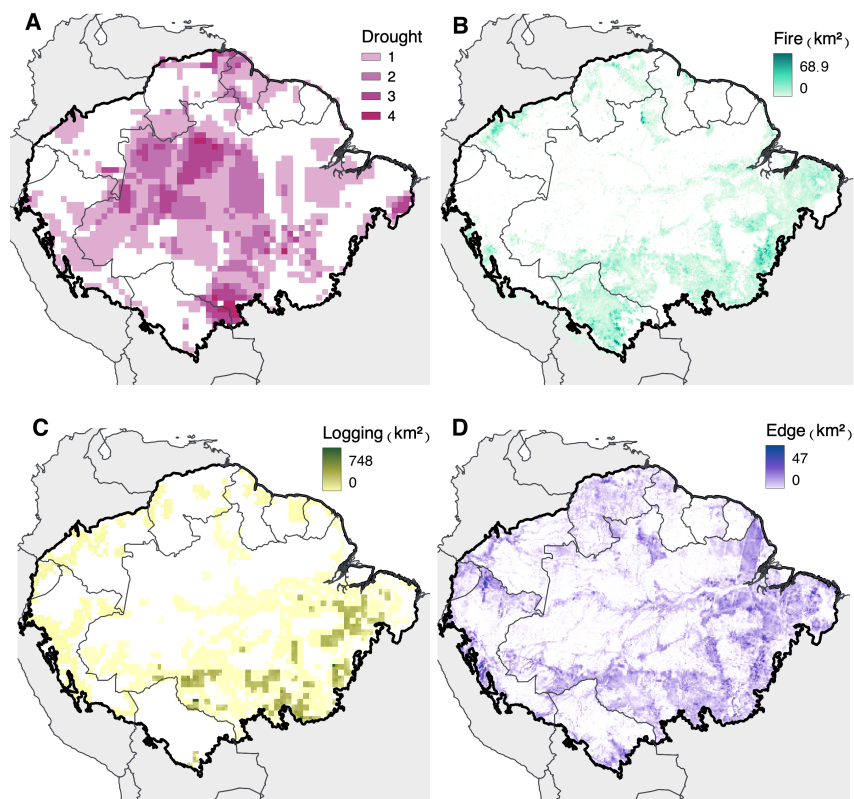 A
Drought
1
2
3
4
B
Fire (km²)
68.9
0
C
Logging (km²)
748
0
D
Edge (km²)
47
0